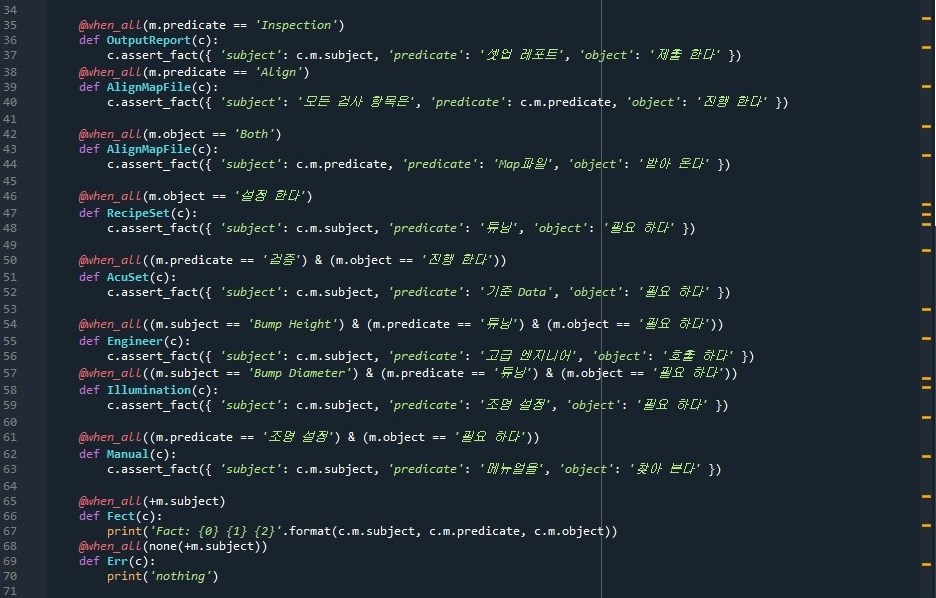 34
35 @when_all(m.predicate == 'Inspection')
36 def OutputReport(c):
37 c.assert_fact({ 'subject': c.m.subject, 'predicate': '셋업 레포트', 'object': '제출 한다' })
38 @when_all(m.predicate == 'Align')
39 def AlignMapFile(c):
40 c.assert_fact({ 'subject': '모든 검사 항목은', 'predicate': c.m.predicate, 'object': '진행 한다' })
41
42 @when_all(m.object == 'Both')
43 def AlignMapFile(c):
44 c.assert_fact({ 'subject': c.m.predicate, 'predicate': 'Map파일', 'object': '받아 온다' })
45
46 @when_all(m.object == '설정 한다')
47 def RecipeSet(c):
48 c.assert_fact({ 'subject': c.m.subject, 'predicate': '튜닝', 'object': '필요 하다' })
49
50 @when_all((m.predicate == '검증') & (m.object == '진행 한다'))
51 def AcuSet(c):
52 c.assert_fact({ 'subject': c.m.subject, 'predicate': '기준 Data', 'object': '필요 하다' })
53
54 @when_all((m.subject == 'Bump Height') & (m.predicate == '튜닝') & (m.object == '필요 하다'))
55 def Engineer(c):
56 c.assert_fact({ 'subject': c.m.subject, 'predicate': '고급 엔지니어', 'object': '호출 하다' })
57 @when_all((m.subject == 'Bump Diameter') & (m.predicate == '튜닝') & (m.object == '필요 하다'))
58 def Illumination(c):
59 c.assert_fact({ 'subject': c.m.subject, 'predicate': '조명 설정', 'object': '필요 하다' })
60
61 @when_all((m.predicate == '조명 설정') & (m.object == '필요 하다'))
62 def Manual(c):
63 c.assert_fact({ 'subject': c.m.subject, 'predicate': '메뉴얼을', 'object': '찾아 본다' })
64
65 @when_all(+m.subject)
66 def Fect(c):
67 print('Fact: {0} {1} {2}'.format(c.m.subject, c.m.predicate, c.m.object))
68 @when_all(none(+m.subject))
69 def Err(c):
70 print('nothing')
71